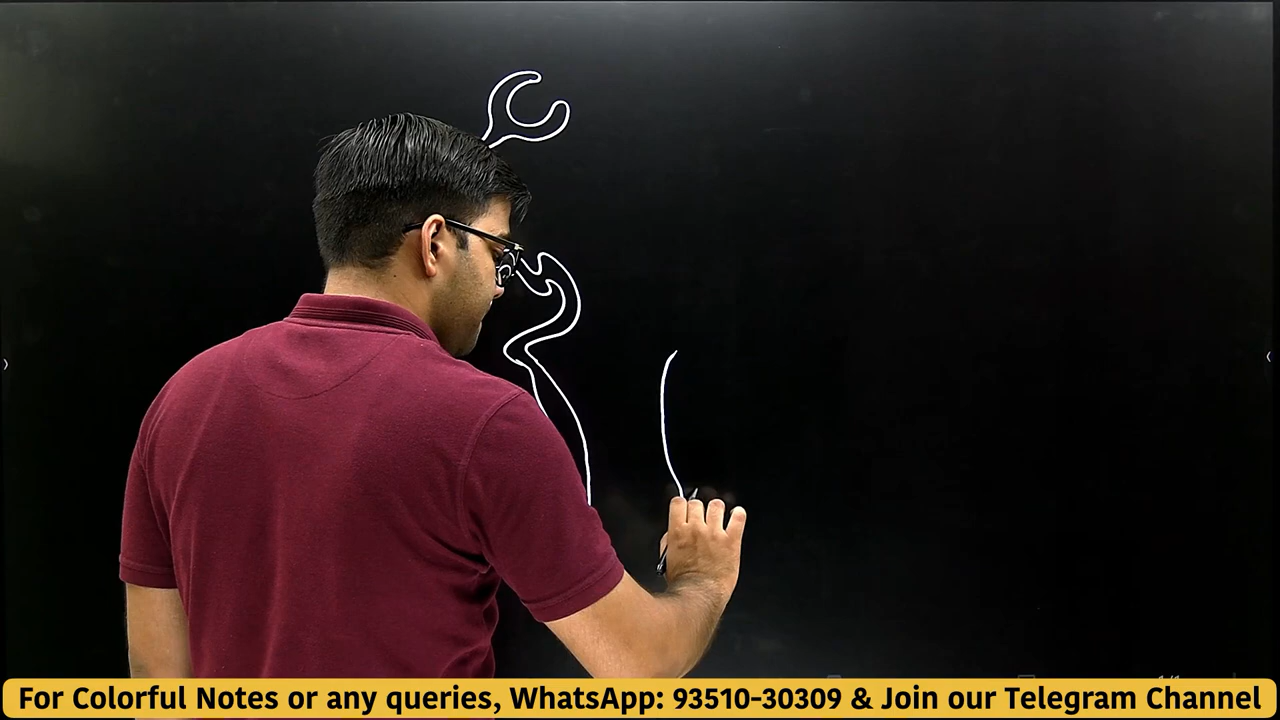 For Colorful Notes or any queries, WhatsApp: 93510-30309 & Join our Telegram Channel